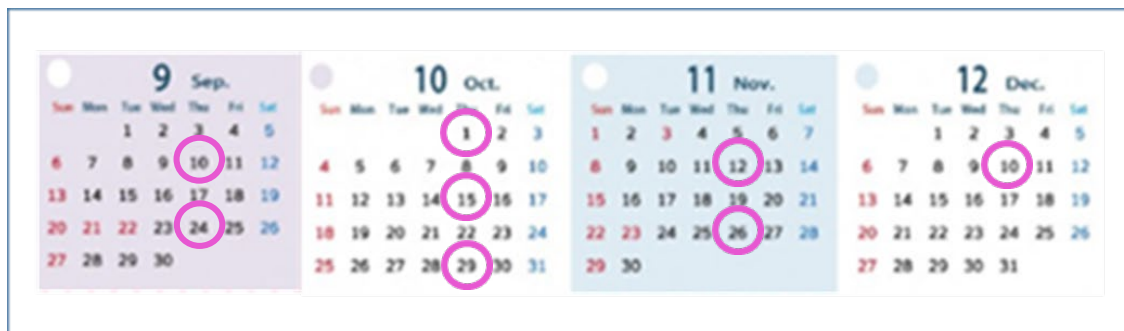 9 Sep.
Sun Mon Tue Wed Thu Fri Sat
1 2 3 4 5
6 7 8 9 10 11 12
13 14 15 16 17 18 19
20 21 22 23 24 25 26
27 28 29 30
10 Oct.
Sun Mon Tue Wed Thu Fri Sat
1 2 3
4 5 6 7 8 9 10
11 12 13 14 15 16 17
18 19 20 21 22 23 24
25 26 27 28 29 30 31
11 Nov.
Sun Mon Tue Wed Thu Fri Sat
1 2 3 4 5 6 7
8 9 10 11 12 13 14
15 16 17 18 19 20 21
22 23 24 25 26 27 28
29 30
12 Dec.
Sun Mon Tue Wed Thu Fri Sat
1 2 3 4 5
6 7 8 9 10 11 12
13 14 15 16 17 18 19
20 21 22 23 24 25 26
27 28 29 30 31